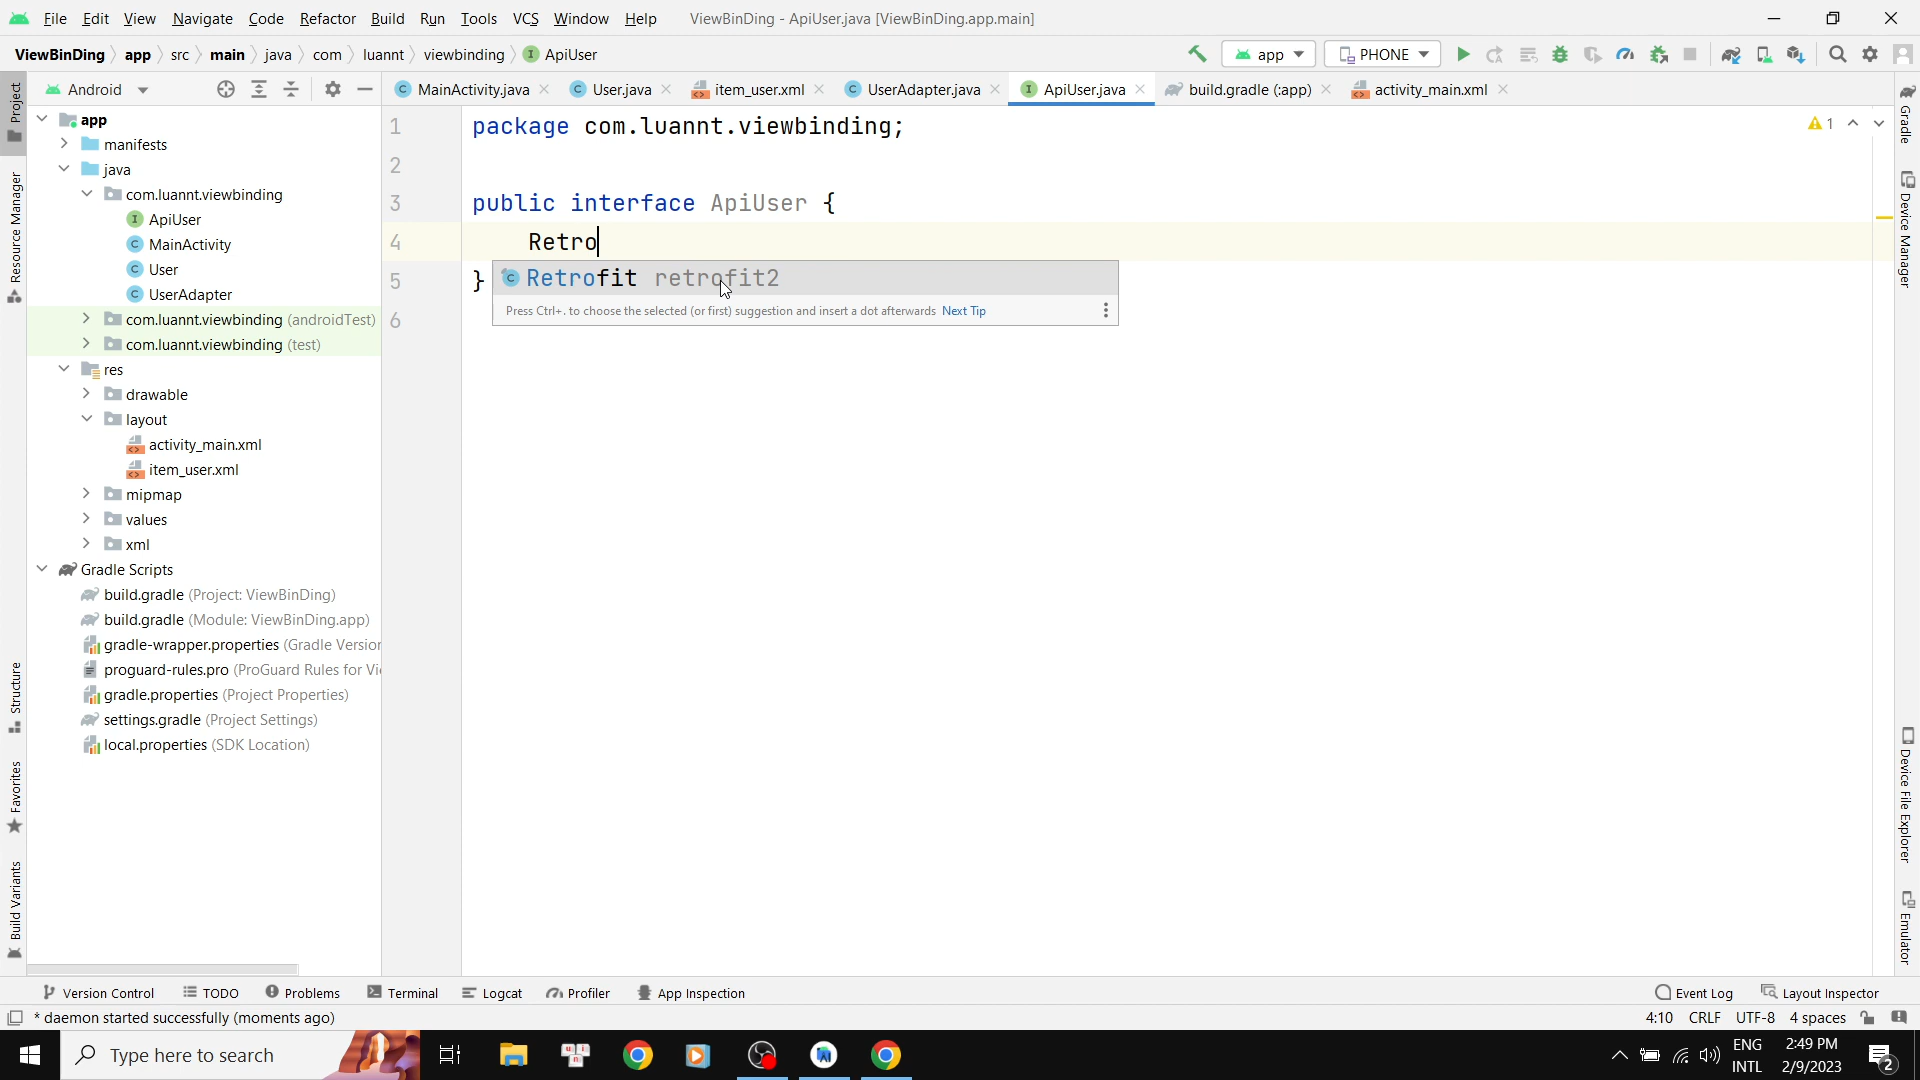 File Edit View Navigate Code Refactor Build Run Tools VCS Window Help ViewBinDing - ApiUser.java [ViewBinDing.app.main]
ViewBinDing app src main java com luannt viewbinding ApiUser app PHONE
Project Android MainActivity.java User.java item_user.xml UserAdapter.java ApiUser.java build.gradle (:app) activity_main.xml Gradle
app
manifests
java
com.luannt.viewbinding
ApiUser
MainActivity
User
UserAdapter
com.luannt.viewbinding (androidTest)
com.luannt.viewbinding (test)
res
drawable
layout
activity_main.xml
item_user.xml
mipmap
values
xml
Gradle Scripts
build.gradle (Project: ViewBinDing)
build.gradle (Module: ViewBinDing.app)
gradle-wrapper.properties (Gradle Version
proguard-rules.pro (ProGuard Rules for Vi
gradle.properties (Project Properties)
settings.gradle (Project Settings)
local.properties (SDK Location)
1 package com.luannt.viewbinding;
2
3 public interface ApiUser {
4 Retro
5 }
6
Retrofit retrofit2
Press Ctrl+. to choose the selected (or first) suggestion and insert a dot afterwards Next Tip
1
Resource Manager
Structure
Favorites
Build Variants
Device Manager
Device File Explorer
Emulator
Version Control TODO Problems Terminal Logcat Profiler App Inspection Event Log Layout Inspector
* daemon started successfully (moments ago) 4:10 CRLF UTF-8 4 spaces
Type here to search ENG 2:49 PM
INTL 2/9/2023 2